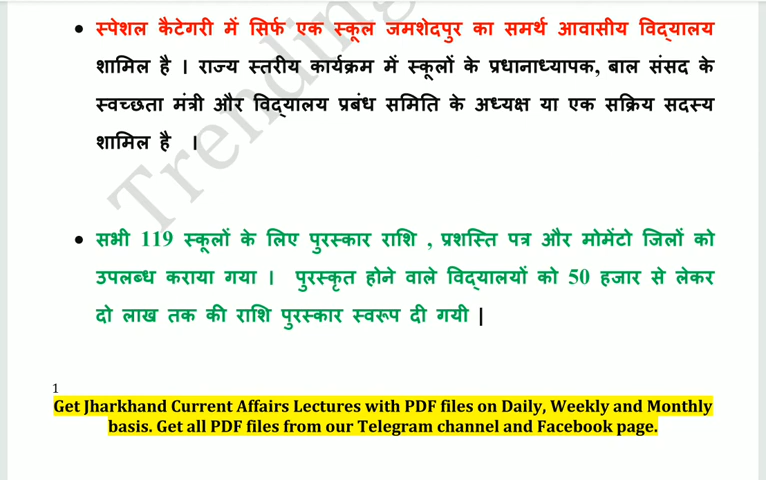 • स्पेशल कैटेगरी में सिर्फ एक स्कूल जमशेदपुर का समर्थ आवासीय विद्यालय
शामिल है । राज्य स्तरीय कार्यक्रम में स्कूलों के प्रधानाध्यापक, बाल संसद के
स्वच्छता मंत्री और विद्यालय प्रबंध समिति के अध्यक्ष या एक सक्रिय सदस्य
शामिल है ।
Trending
• सभी 119 स्कूलों के लिए पुरस्कार राशि , प्रशस्ति पत्र और मोमेंटो जिलों को
उपलब्ध कराया गया । पुरस्कृत होने वाले विद्यालयों को 50 हजार से लेकर
दो लाख तक की राशि पुरस्कार स्वरूप दी गयी |
1
Get Jharkhand Current Affairs Lectures with PDF files on Daily, Weekly and Monthly
basis. Get all PDF files from our Telegram channel and Facebook page.